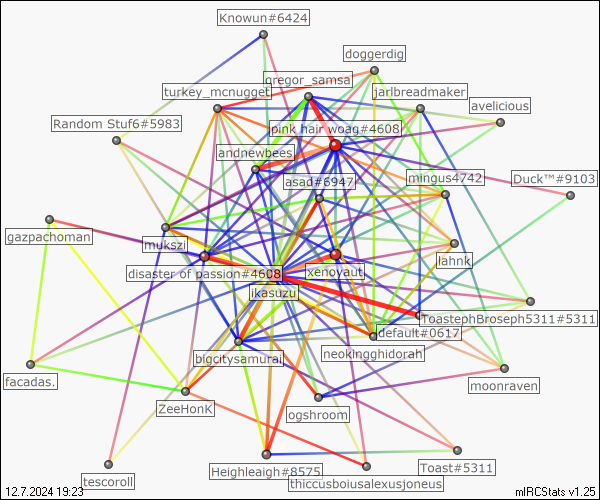 Knowun#6424
doggerdig
gregor_samsa
turkey_mcnugget
jarlbreadmaker
avelicious
Random Stuf6#5983
pink hair woag#4608
andnewbees
asad#6947
mingus4742
Duck™#9103
gazpachoman
mukszi
lahnk
disaster of passion#4608
xenoyaut
ikasuzu
ToastephBroseph5311#5311
default#0617
bigcitysamurai
neokingghidorah
facadas.
moonraven
ZeeHonK
ogshroom
Heighleaigh#8575
Toast#5311
tescoroll
thiccusboiusalexusjoneus
12.7.2024 19:23
mIRCStats v1.25